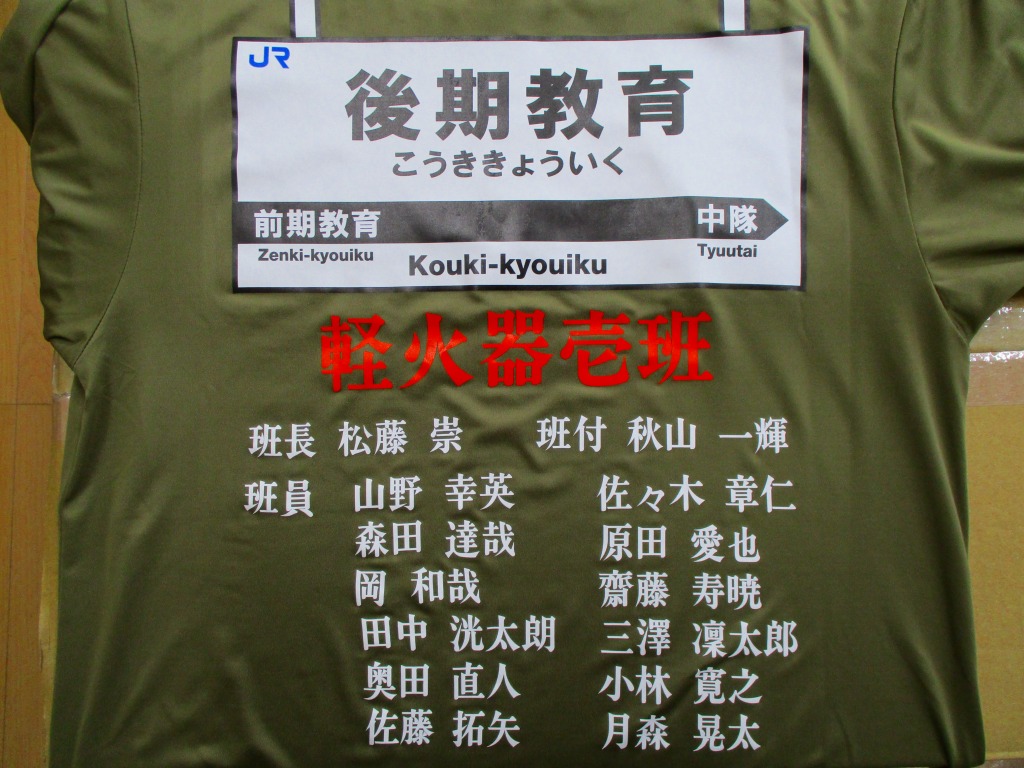 JR
後期教育
こうききょういく
前期教育 中隊
Zenki-kyouiku Kouki-kyouiku Tyuutai
軽火器壱班
班長 松藤 崇 班付 秋山 一輝
班員 山野 幸英 佐々木 章仁
森田 達哉 原田 愛也
岡 和哉 齋藤 寿暁
田中 洸太朗 三澤 凜太郎
奥田 直人 小林 寛之
佐藤 拓矢 月森 晃太